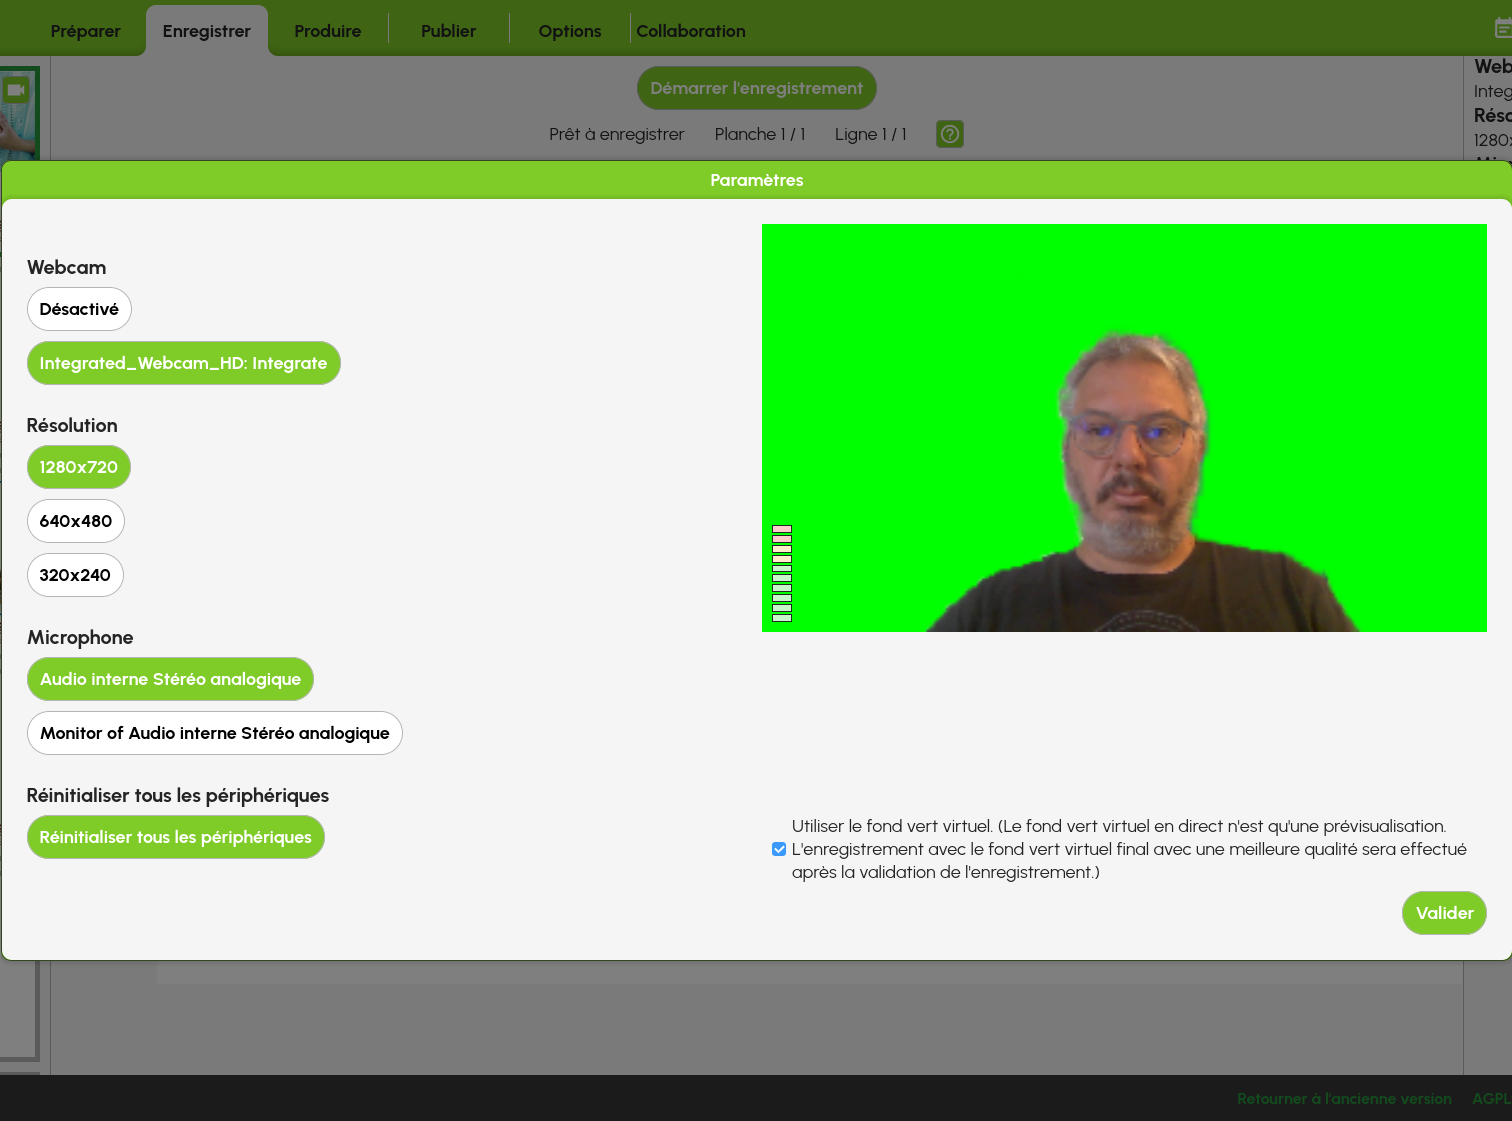 Préparer
Enregistrer
Produire
Publier
Options
Collaboration
Démarrer l'enregistrement
Prêt à enregistrer
Planche 1 / 1
Ligne 1 / 1
Web
Integ
Réso
1280x
Paramètres
Webcam
Désactivé
Integrated_Webcam_HD: Integrate
Résolution
1280x720
640x480
320x240
Microphone
Audio interne Stéréo analogique
Monitor of Audio interne Stéréo analogique
Réinitialiser tous les périphériques
Réinitialiser tous les périphériques
Utiliser le fond vert virtuel. (Le fond vert virtuel en direct n'est qu'une prévisualisation.
L'enregistrement avec le fond vert virtuel final avec une meilleure qualité sera effectué
après la validation de l'enregistrement.)
Valider
Retourner à l'ancienne version
AGPL